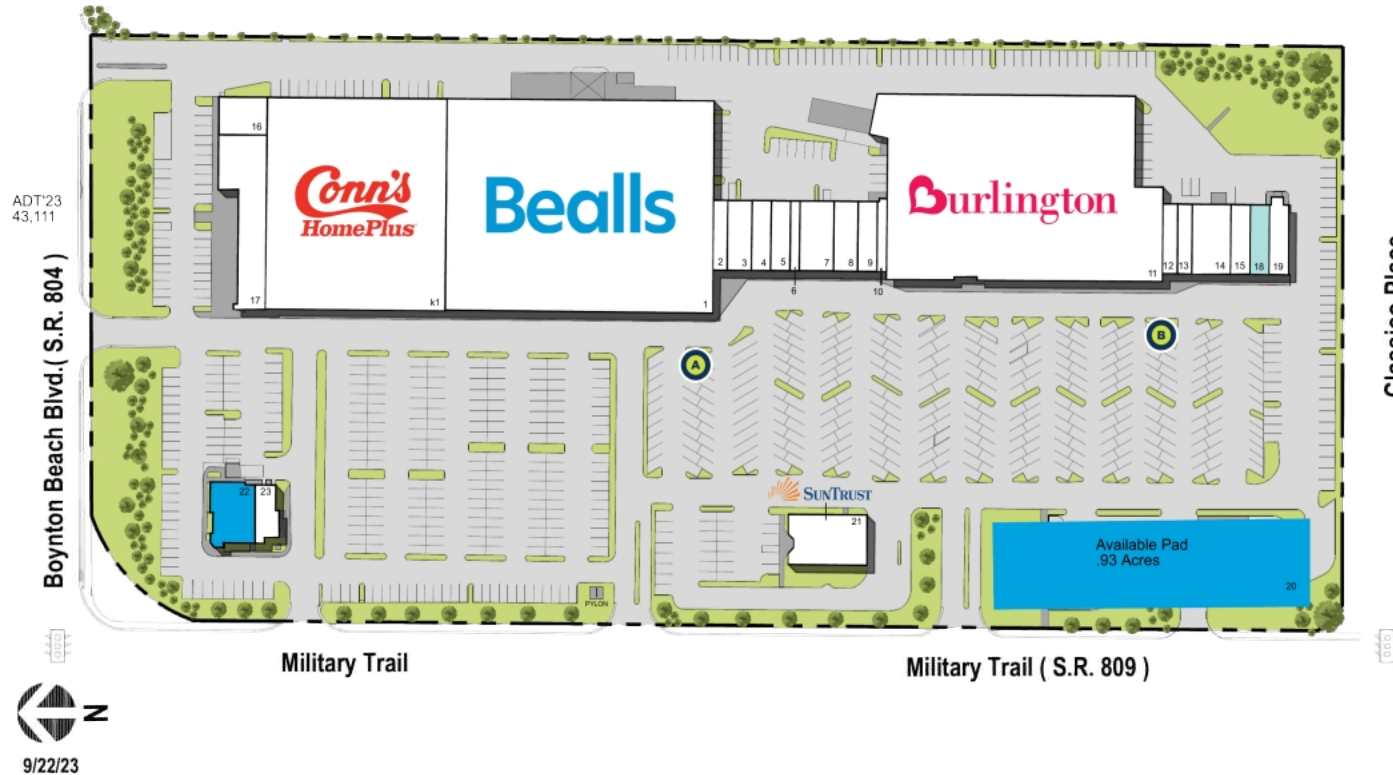 ADT'23
43,111
Boynton Beach Blvd.( S.R. 804 )
16
17
Conn's
HomePlus
k1
Bealls
1
2
3
4
5
6
7
8
9
10
Burlington
11
12
13
14
15
18
19
A
B
22
23
SunTrust
21
PYLON
Available Pad
.93 Acres
20
Military Trail
Military Trail ( S.R. 809 )
N
9/22/23